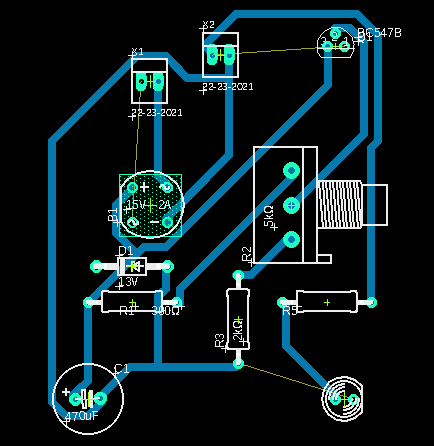 X2
BC547B
X1
22-23-2021
22-23-2021
15V 2A
B1
5kΩ
R2
D1
13V
R1 300Ω
R5
R3
2kΩ
C1
470uF